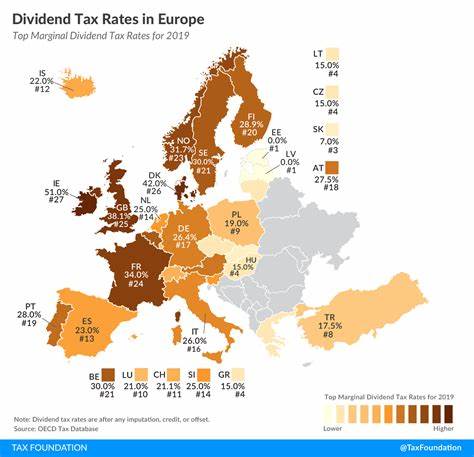 Dividend Tax Rates in Europe
Top Marginal Dividend Tax Rates for 2019
LT
15.0%
#4
CZ
15.0%
#4
SK
7.0%
#3
AT
27.5%
#18
IS
22.0%
#12
FI
28.9%
#20
NO
31.7%
#23
SE
30.0%
#21
EE
0.0%
#1
LV
0.0%
#1
DK
42.0%
#26
IE
51.0%
#27
GB
38.1%
#25
NL
25.0%
#14
DE
26.4%
#17
PL
19.0%
#9
HU
15.0%
#4
FR
34.0%
#24
PT
28.0%
#19
ES
23.0%
#13
IT
26.0%
#16
TR
17.5%
#8
BE
30.0%
#21
LU
21.0%
#10
CH
21.1%
#11
SI
25.0%
#14
GR
15.0%
#4
Top Marginal Dividend Tax Rates for 2019
Lower
Higher
Note: Dividend tax rates are after any imputation, credit, or offset.
Source: OECD Tax Database
TAX FOUNDATION
@TaxFoundation